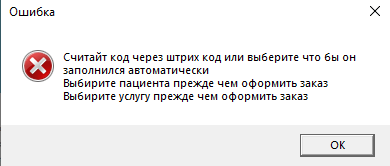 Ошибка
Считайт код через штрих код или выберите что бы он
заполнился автоматически
Выбирите пациента прежде чем оформить заказ
Выбирите услугу прежде чем оформить заказ
OK